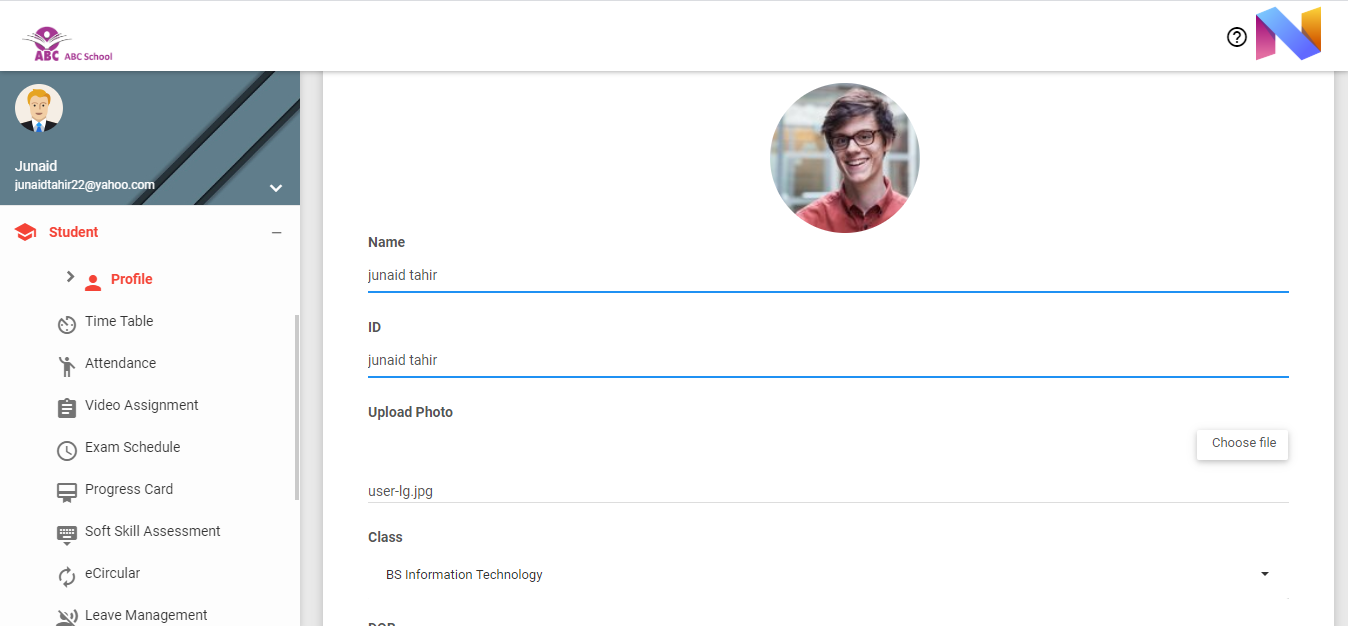 ABC ABC School
Junaid
junaidtahir22@yahoo.com
Student
Profile
Time Table
Attendance
Video Assignment
Exam Schedule
Progress Card
Soft Skill Assessment
eCircular
Leave Management
Name
junaid tahir
ID
junaid tahir
Upload Photo
Choose file
user-lg.jpg
Class
BS Information Technology
DOB